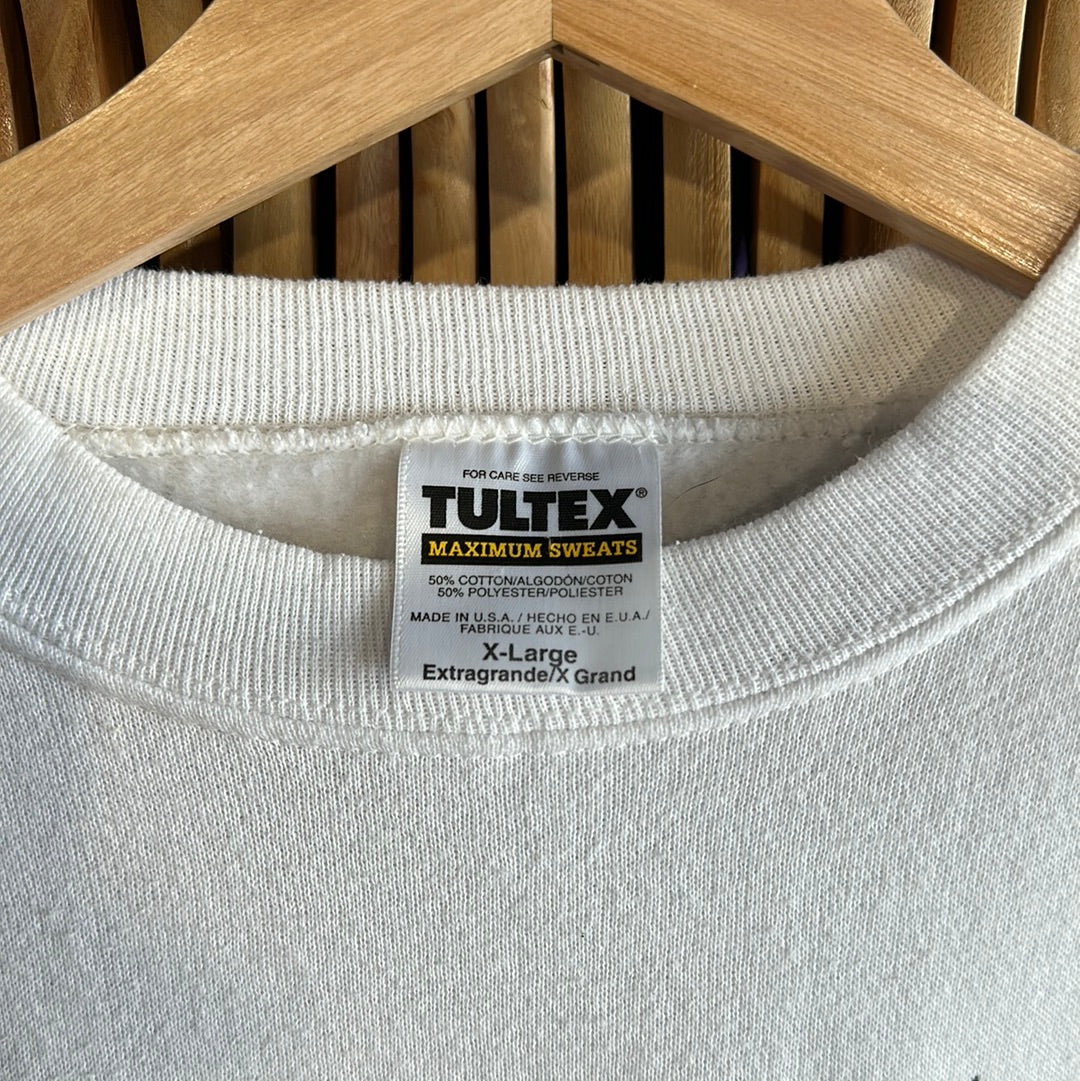 FOR CARE SEE REVERSE
TULTEX®
MAXIMUM SWEATS
50% COTTON/ALGODÓN/COTON
50% POLYESTER/POLIESTER
MADE IN U.S.A. / HECHO EN E.U.A./
FABRIQUE AUX E.-U.
X-Large
Extragrande/X Grand